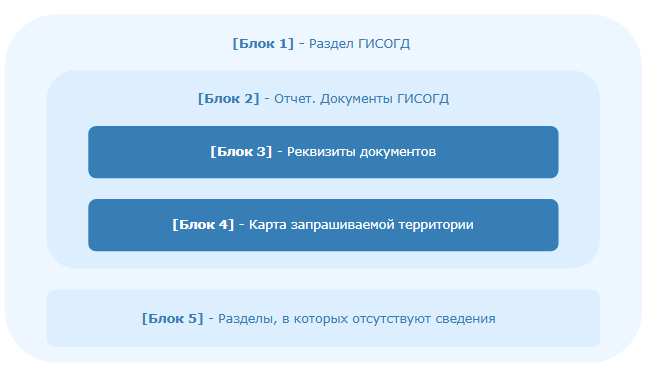 [Блок 1] - Раздел ГИСОГД
[Блок 2] - Отчет. Документы ГИСОГД
[Блок 3] - Реквизиты документов
[Блок 4] - Карта запрашиваемой территории
[Блок 5] - Разделы, в которых отсутствуют сведения